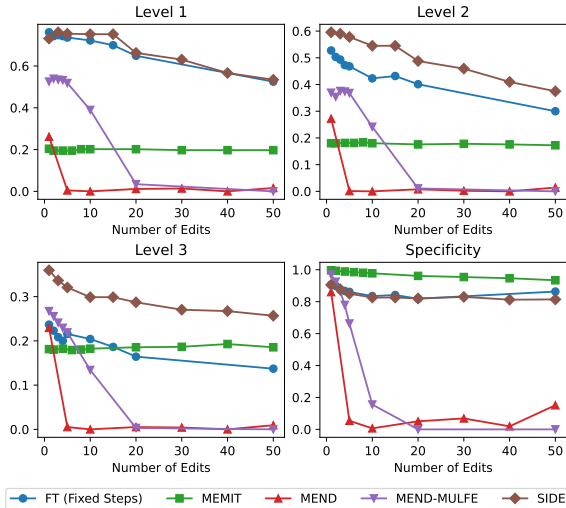 Level 1
Level 2
0.6
0.4
0.2
0.0
0.6
0.5
0.4
0.3
0.2
0.1
0.0
0 10 20 30 40 50
0 10 20 30 40 50
Number of Edits
Number of Edits
Level 3
Specificity
0.3
0.2
0.1
0.0
1.0
0.8
0.6
0.4
0.2
0.0
0 10 20 30 40 50
0 10 20 30 40 50
Number of Edits
Number of Edits
FT (Fixed Steps) MEMIT MEND MEND-MULFE SIDE